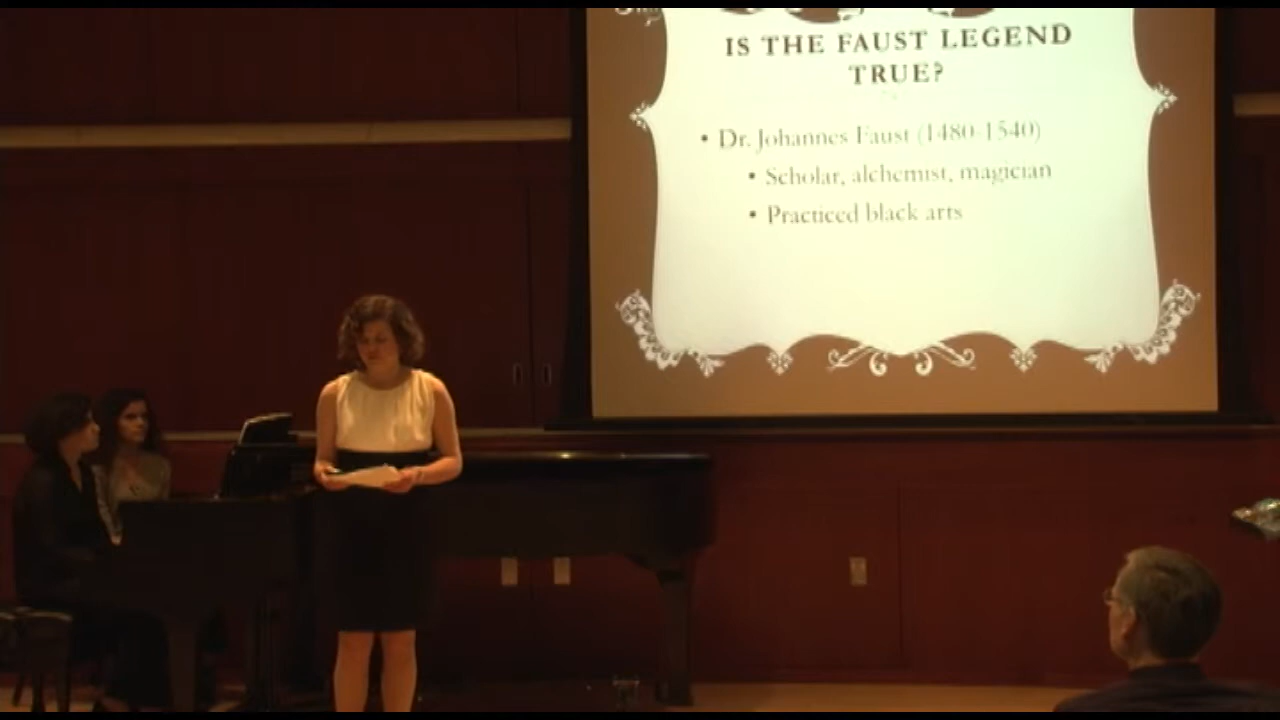 IS THE FAUST LEGEND
TRUE?
• Dr. Johannes Faust (1480-1540)
• Scholar, alchemist, magician
• Practiced black arts